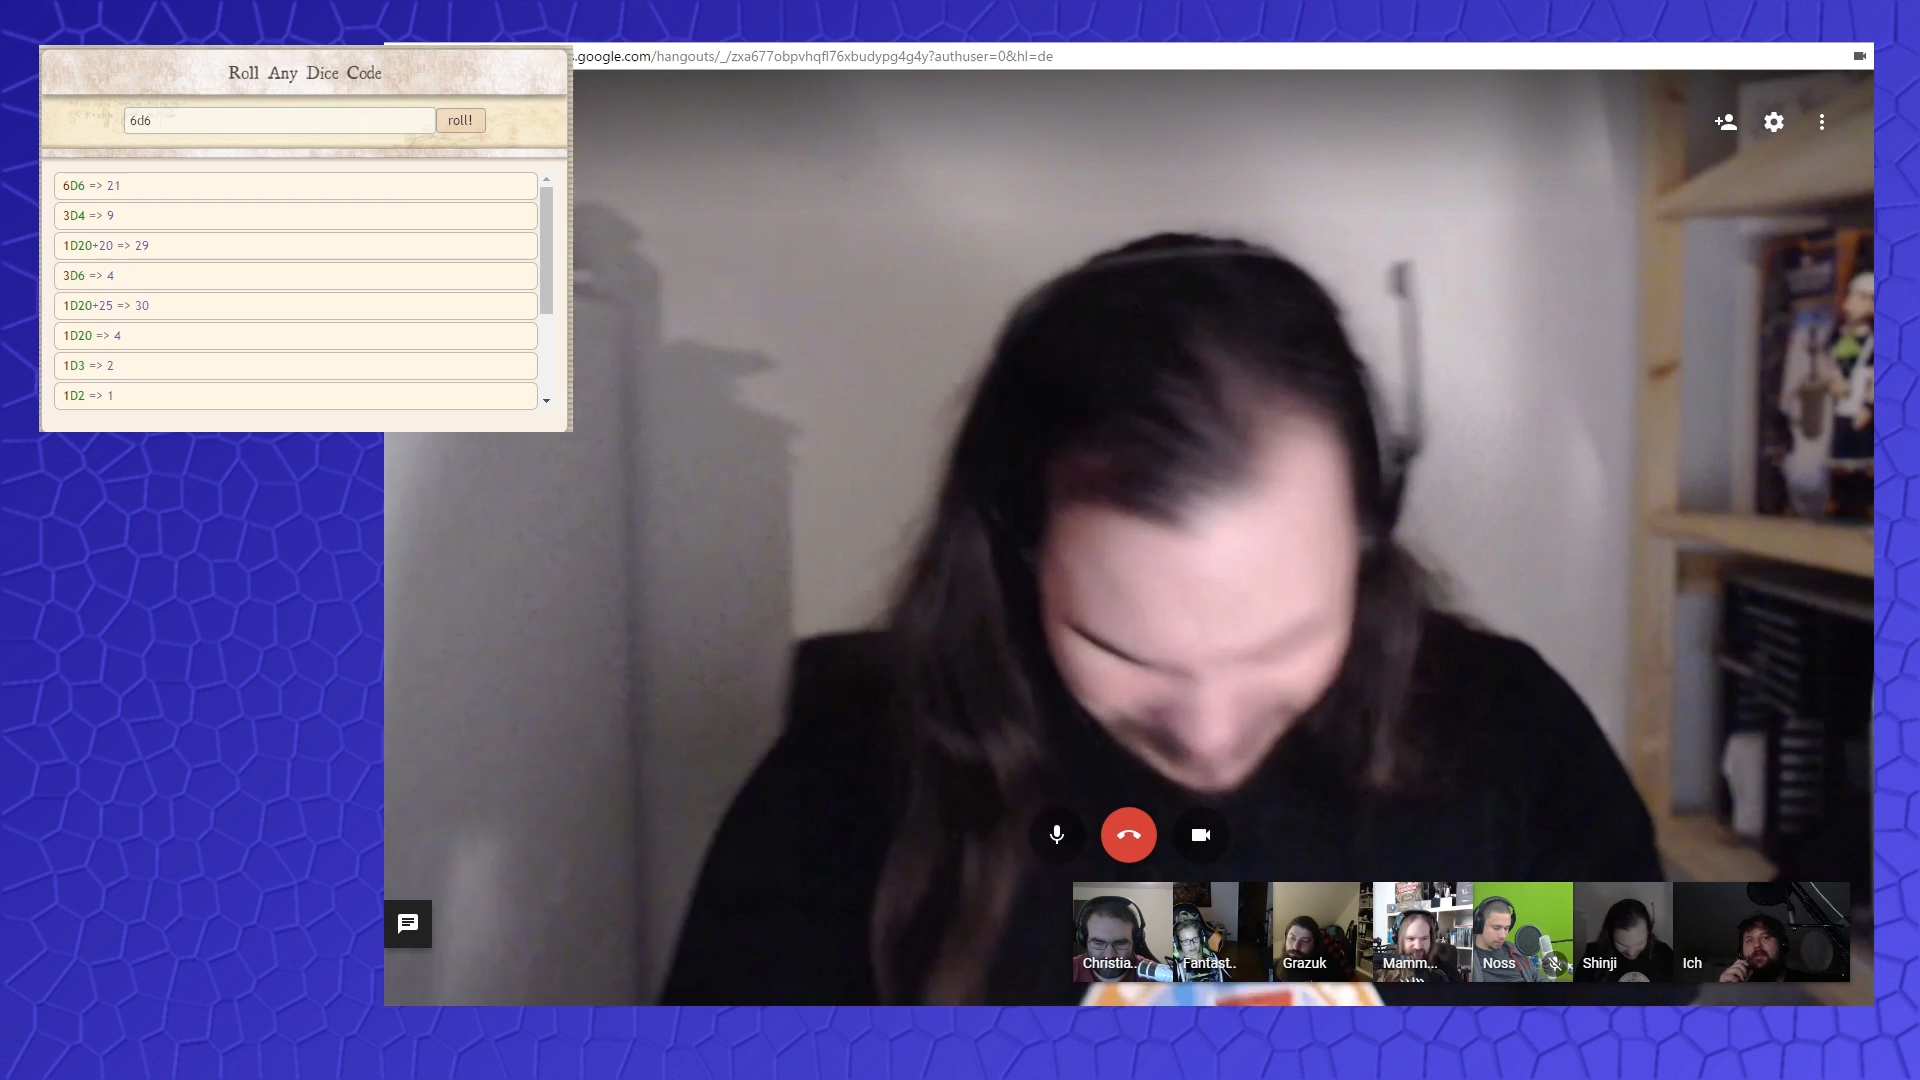 s.google.com/hangouts/_/zxa677obpvhqfl76xbudypg4g4y?authuser=0&hl=de
Roll Any Dice Code
6d6
roll!
6D6 => 21
3D4 => 9
1D20+20 => 29
3D6 => 4
1D20+25 => 30
1D20 => 4
1D3 => 2
1D2 => 1
Christia..
Fantast..
Grazuk
Mamm...
Noss
Shinji
Ich